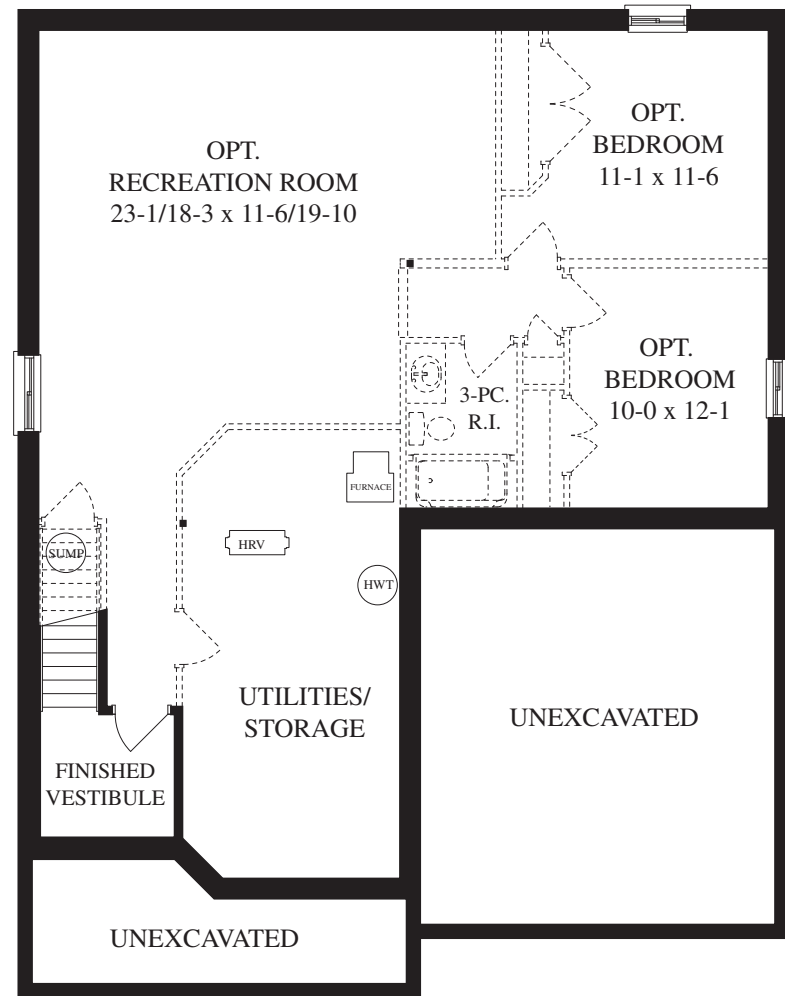 OPT.
RECREATION ROOM
23-1/18-3 x 11-6/19-10
OPT.
BEDROOM
11-1 x 11-6
OPT.
BEDROOM
10-0 x 12-1
3-PC.
R.I.
FURNACE
HRV
SUMP
HWT
UTILITIES/
STORAGE
UNEXCAVATED
FINISHED
VESTIBULE
UNEXCAVATED